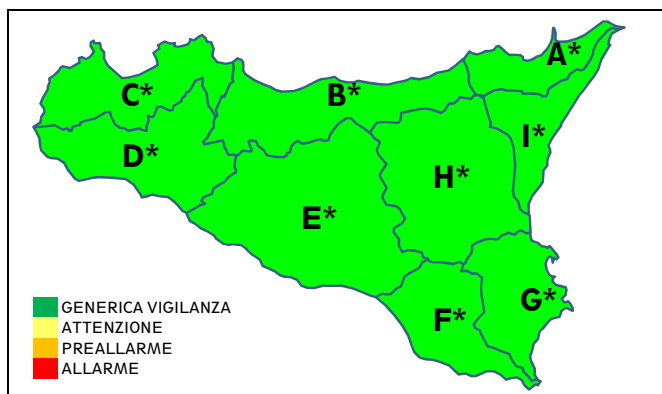 A*
C*
B*
I*
D*
H*
E*
G*
F*
GENERICA VIGILANZA
ATTENZIONE
PREALLARME
ALLARME